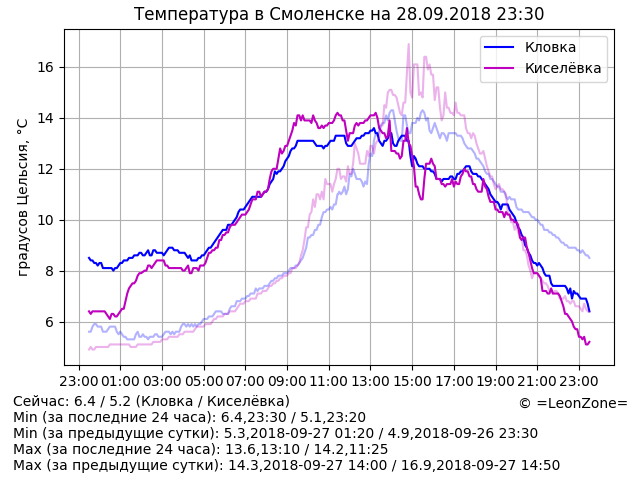 Температура в Смоленске на 28.09.2018 23:30
Кловка
Киселёвка
градусов Цельсия, °C
16
14
12
10
8
6
23:00 01:00 03:00 05:00 07:00 09:00 11:00 13:00 15:00 17:00 19:00 21:00 23:00
Сейчас: 6.4 / 5.2 (Кловка / Киселёвка)
© =LeonZone=
Min (за последние 24 часа): 6.4,23:30 / 5.1,23:20
Min (за предыдущие сутки): 5.3,2018-09-27 01:20 / 4.9,2018-09-26 23:30
Max (за последние 24 часа): 13.6,13:10 / 14.2,11:25
Max (за предыдущие сутки): 14.3,2018-09-27 14:00 / 16.9,2018-09-27 14:50